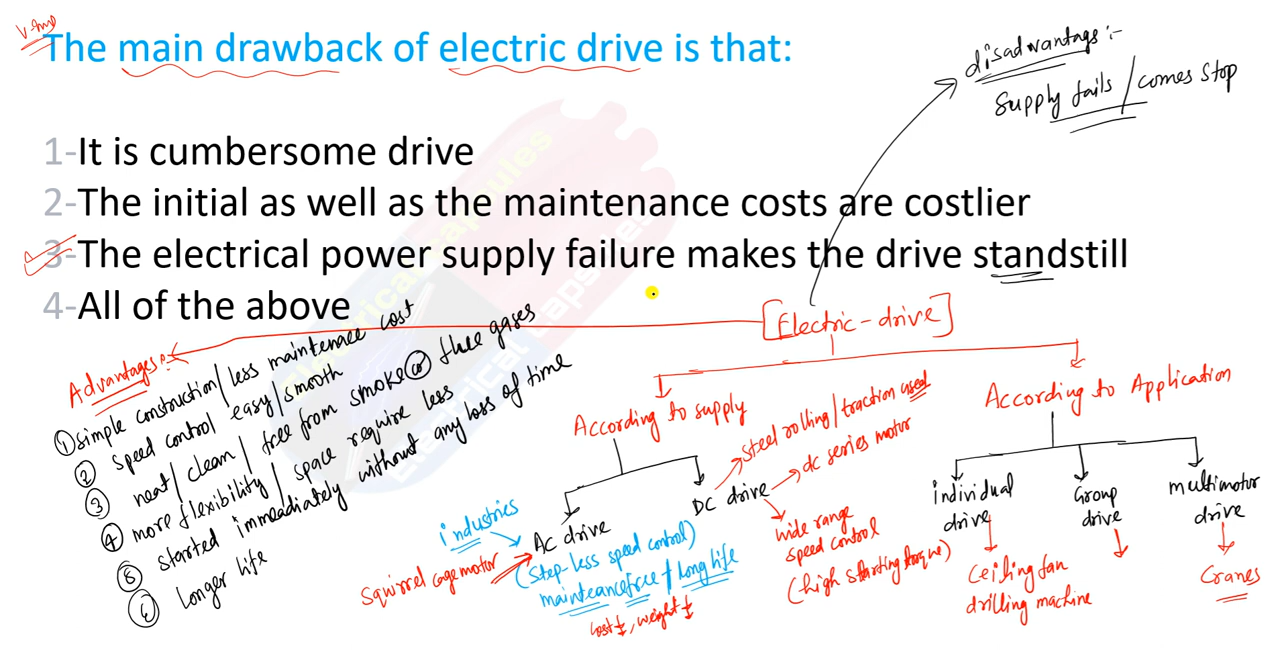 V.Imp
The main drawback of electric drive is that:
disadvantage :-
Supply fails / comes stop
1-It is cumbersome drive
2-The initial as well as the maintenance costs are costlier
3-The electrical power supply failure makes the drive standstill
4-All of the above
[Electric-drive]
Advantages :-
① simple construction / less maintenace cost
② speed control easy / smooth
③ neat / clean / free from smoke or flue gases
④ more flexibility / space require less
⑤ started immediately without any loss of time
⑥ longer life
According to supply
According to Application
AC drive
DC drive
Steel rolling / traction used
dc series motor
wide range
speed control
(high starting torque)
industries
Squirrel cage motor
(step-less speed control)
mainteance free / long life
cost ↓, weight ↓
individual
drive
Group
drive
multimotor
drive
Ceiling fan
drilling machine
Cranes
Electrical Capsules